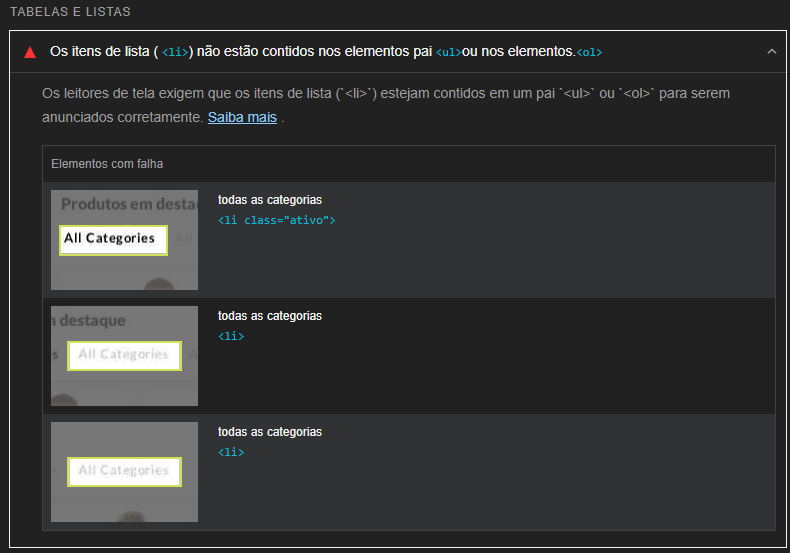 TABELAS E LISTAS
Os itens de lista ( <li>) não estão contidos nos elementos pai <ul>ou nos elementos.<ol>
Os leitores de tela exigem que os itens de lista (`<li>`) estejam contidos em um pai `<ul>` ou `<ol>` para serem
anunciados corretamente. Saiba mais .
Elementos com falha
Produtos em desta
All Categories
All
todas as categorias
<li class="ativo">
destaque
All Categories
todas as categorias
<li>
All Categories
todas as categorias
<li>